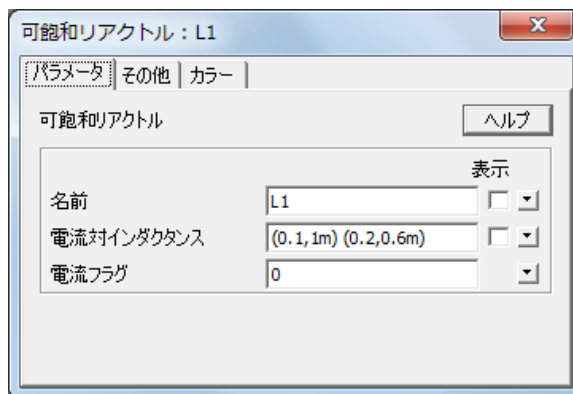 可飽和リアクトル：L1
パラメータ その他 カラー
可飽和リアクトル ヘルプ
表示
名前 L1
電流対インダクタンス (0.1,1m) (0.2,0.6m)
電流フラグ 0